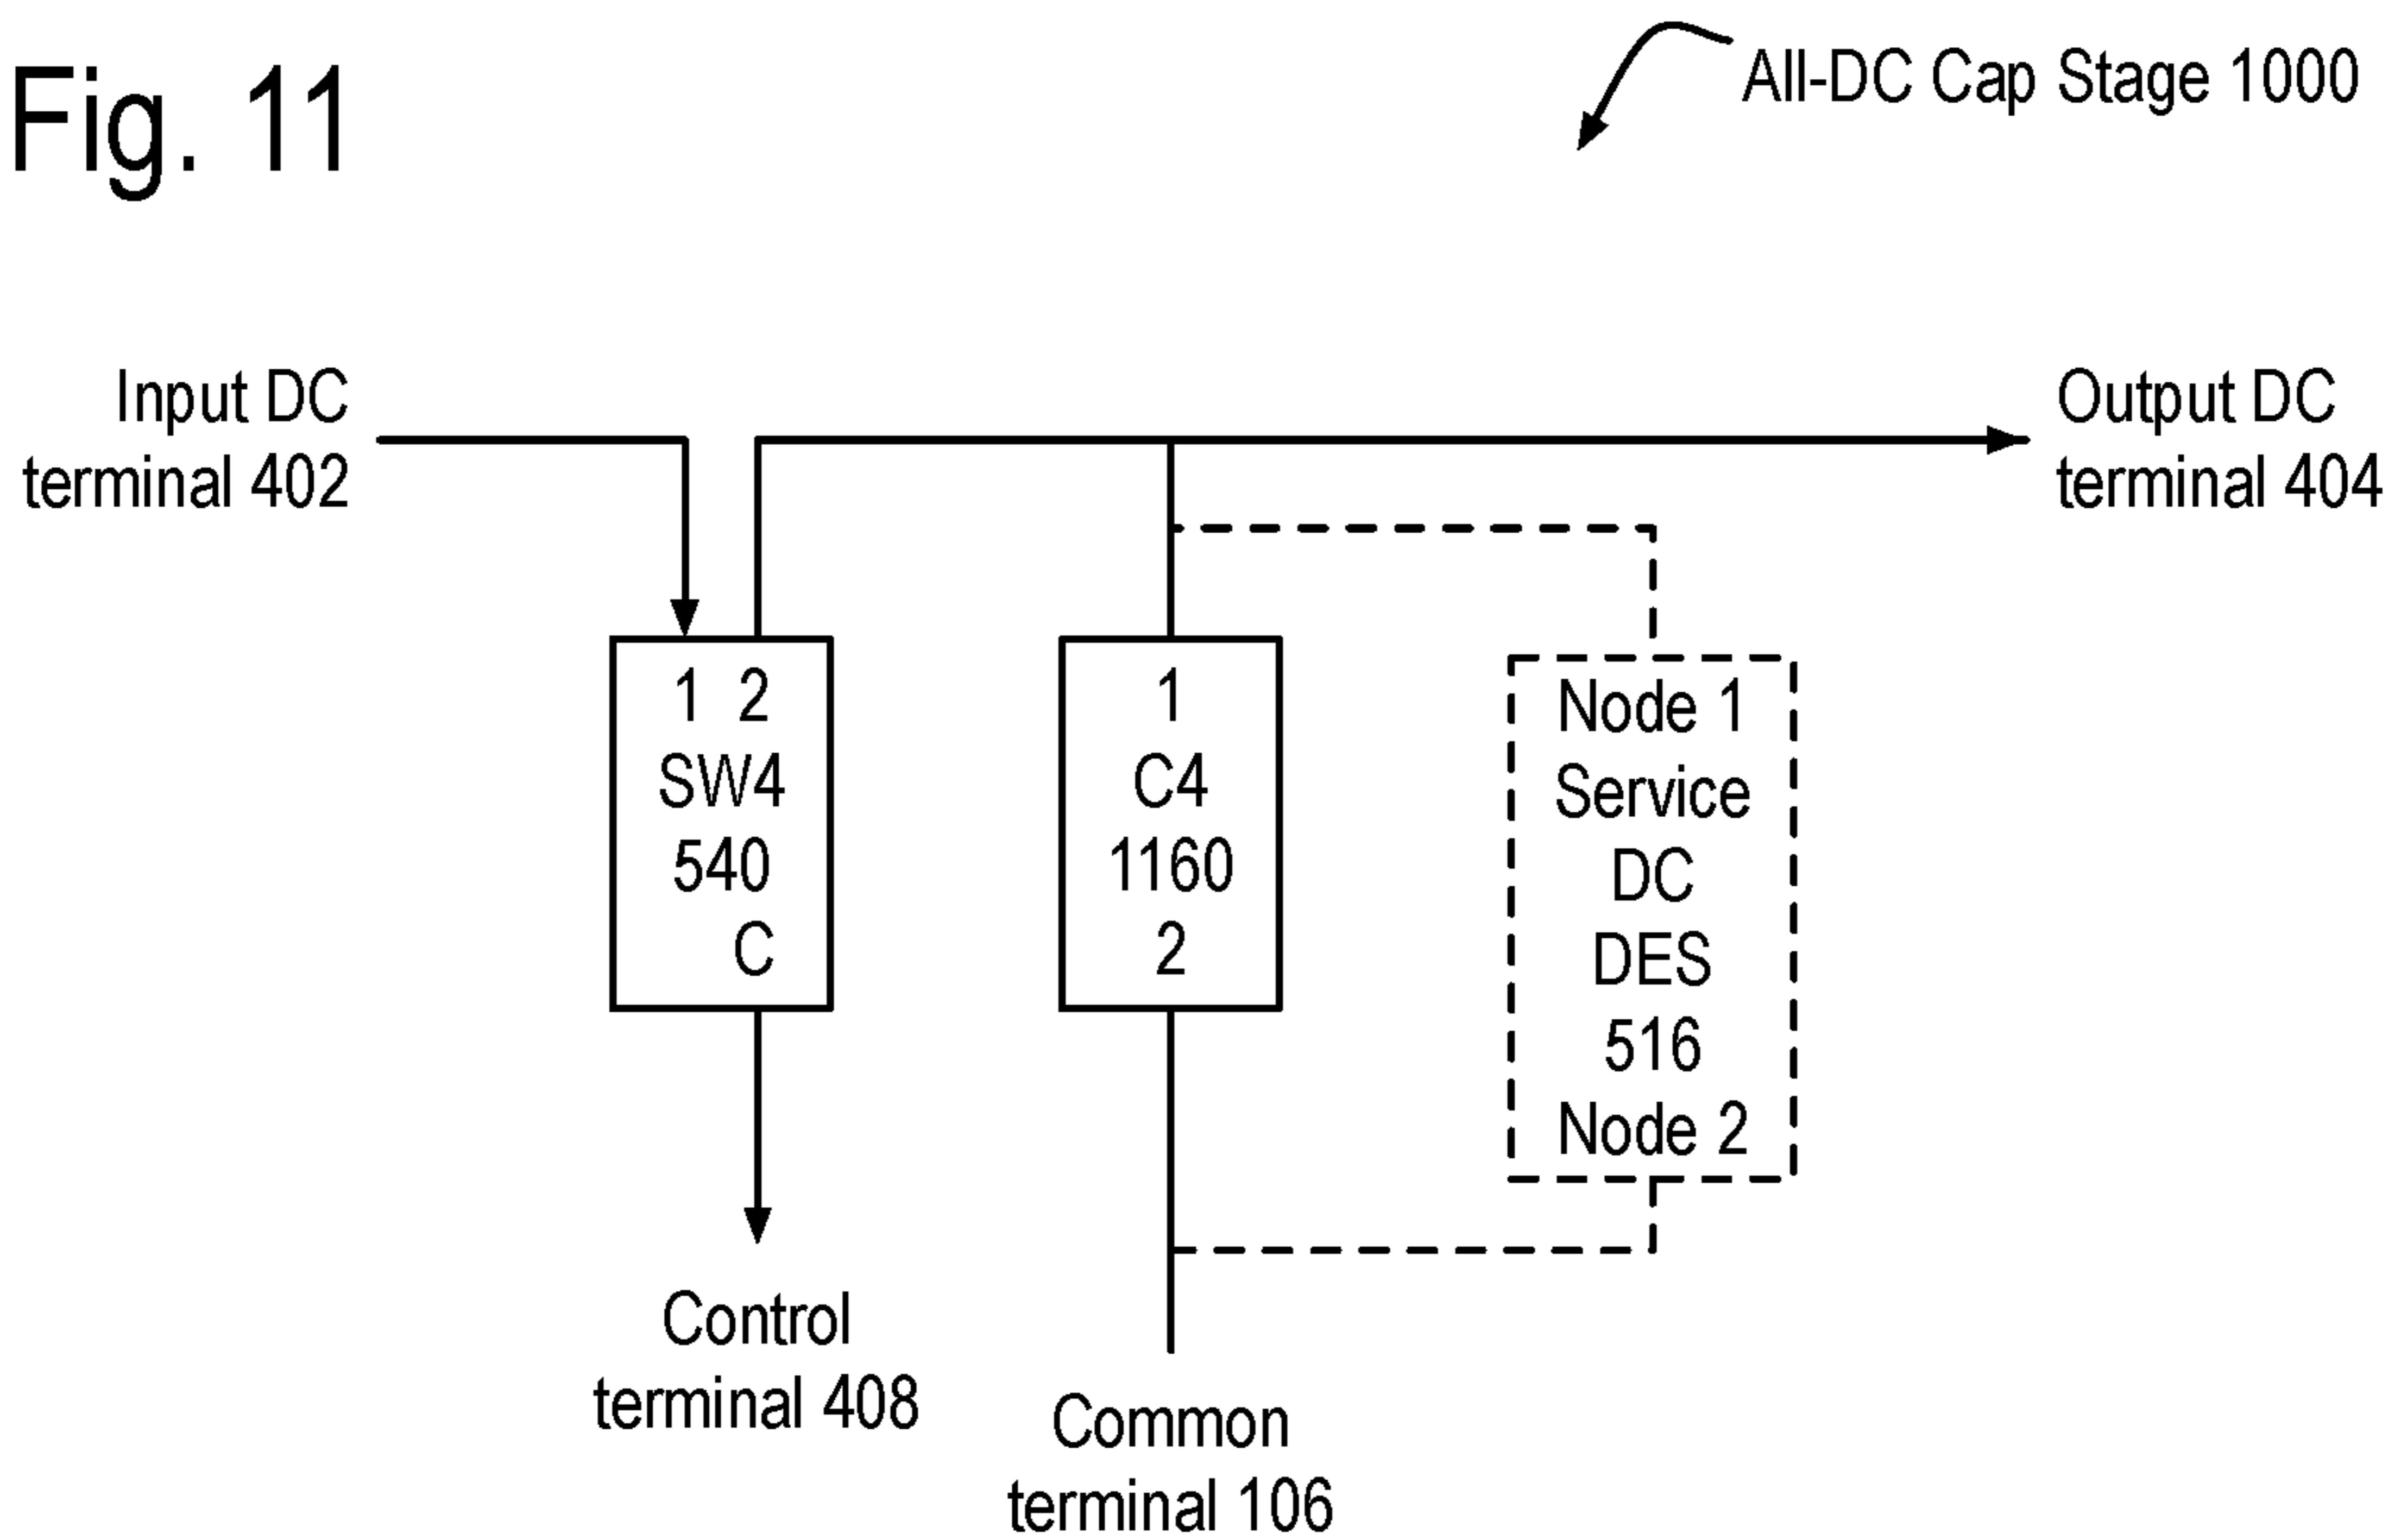 Fig. 11
All-DC Cap Stage 1000
Input DC
terminal 402
Output DC
terminal 404
1 2
SW4
540
C
1
C4
1160
2
Node 1
Service
DC
DES
516
Node 2
Control
terminal 408
Common
terminal 106